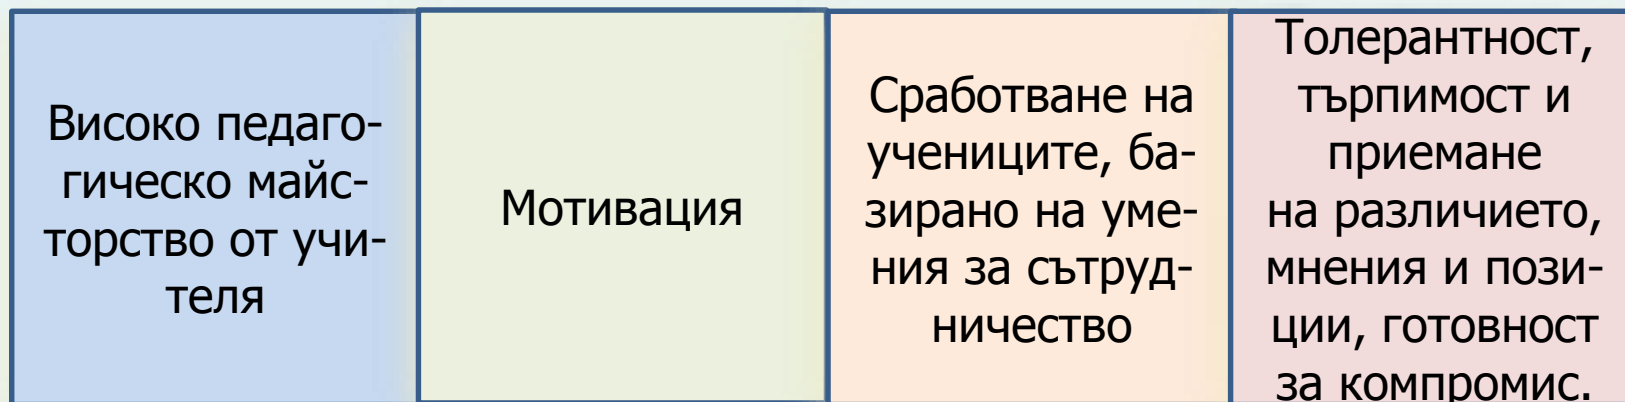 Високо педаго-
гическо майс-
торство от учи-
теля
Мотивация
Сработване на
учениците, ба-
зирано на уме-
ния за сътруд-
ничество
Толерантност,
търпимост и
приемане
на различието,
мнения и пози-
ции, готовност
за компромис.